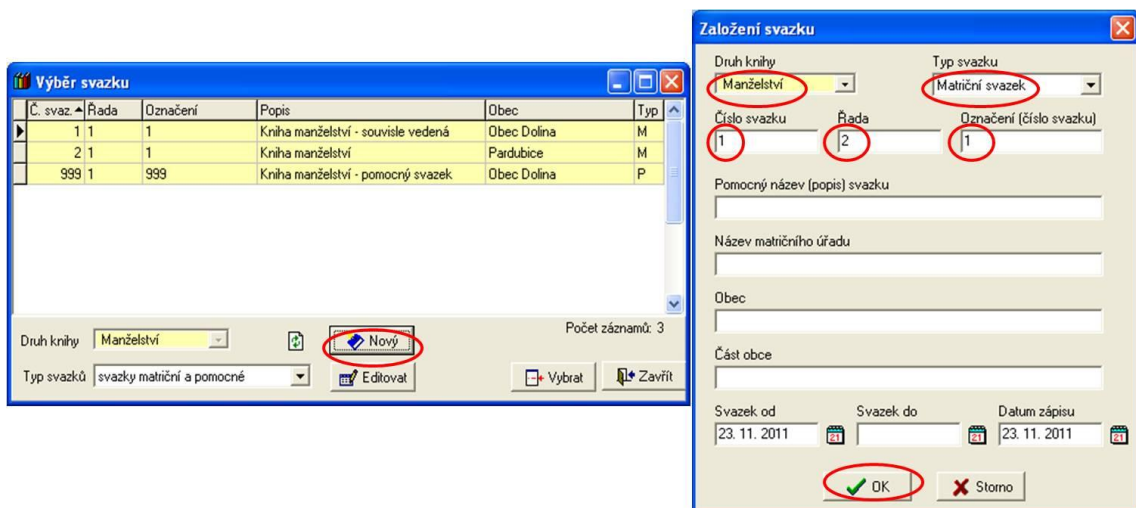 Výběr svazku
Č. svaz. Řada Označení Popis Obec Typ
1 1 1 Kniha manželství - souvisle vedená Obec Dolina M
2 1 1 Kniha manželství Pardubice M
999 1 999 Kniha manželství - pomocný svazek Obec Dolina P
Počet záznamů: 3
Druh knihy Manželství Nový
Typ svazků svazky matriční a pomocné Editovat Vybrat Zavřít
Založení svazku
Druh knihy Typ svazku
Manželství Matriční svazek
Číslo svazku Řada Označení (číslo svazku)
1 2 1
Pomocný název (popis) svazku
Název matričního úřadu
Obec
Část obce
Svazek od Svazek do Datum zápisu
23. 11. 2011 21 21 23. 11. 2011 21
OK Storno